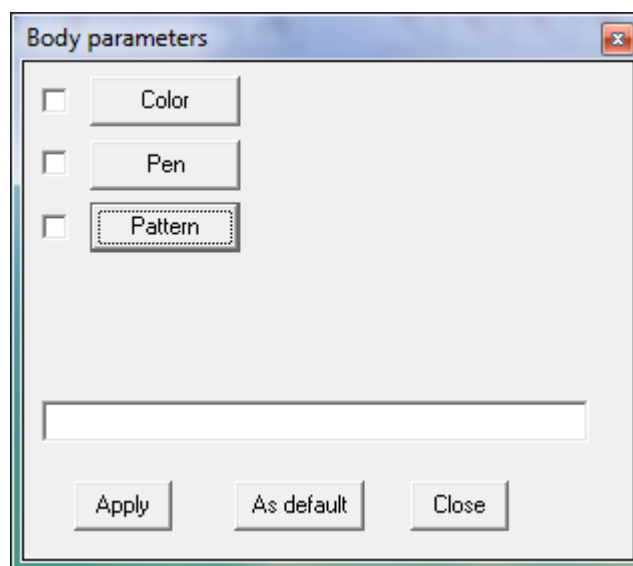 Body parameters
Color
Pen
Pattern
Apply As default Close